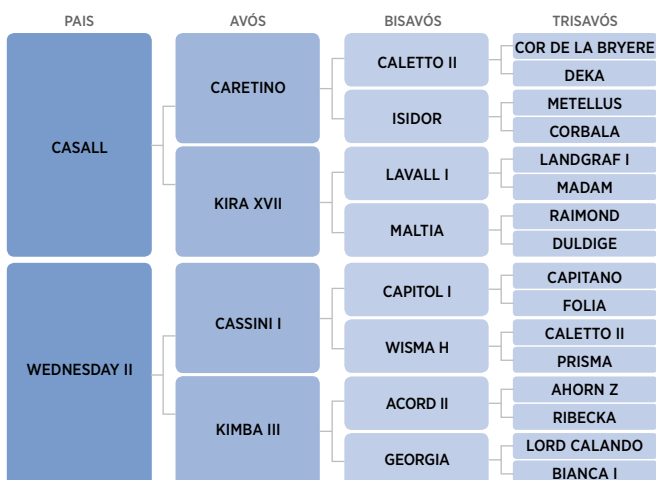 PAIS
AVÓS
BISAVÓS
TRISAVÓS
CASALL
CARETINO
KIRA XVII
CALETTO II
ISIDOR
LAVALL I
MALTIA
COR DE LA BRYERE
DEKA
METELLUS
CORBALA
LANDGRAF I
MADAM
RAIMOND
DULDIGE
WEDNESDAY II
CASSINI I
KIMBA III
CAPITOL I
WISMA H
ACORD II
GEORGIA
CAPITANO
FOLIA
CALETTO II
PRISMA
AHORN Z
RIBECKA
LORD CALANDO
BIANCA I